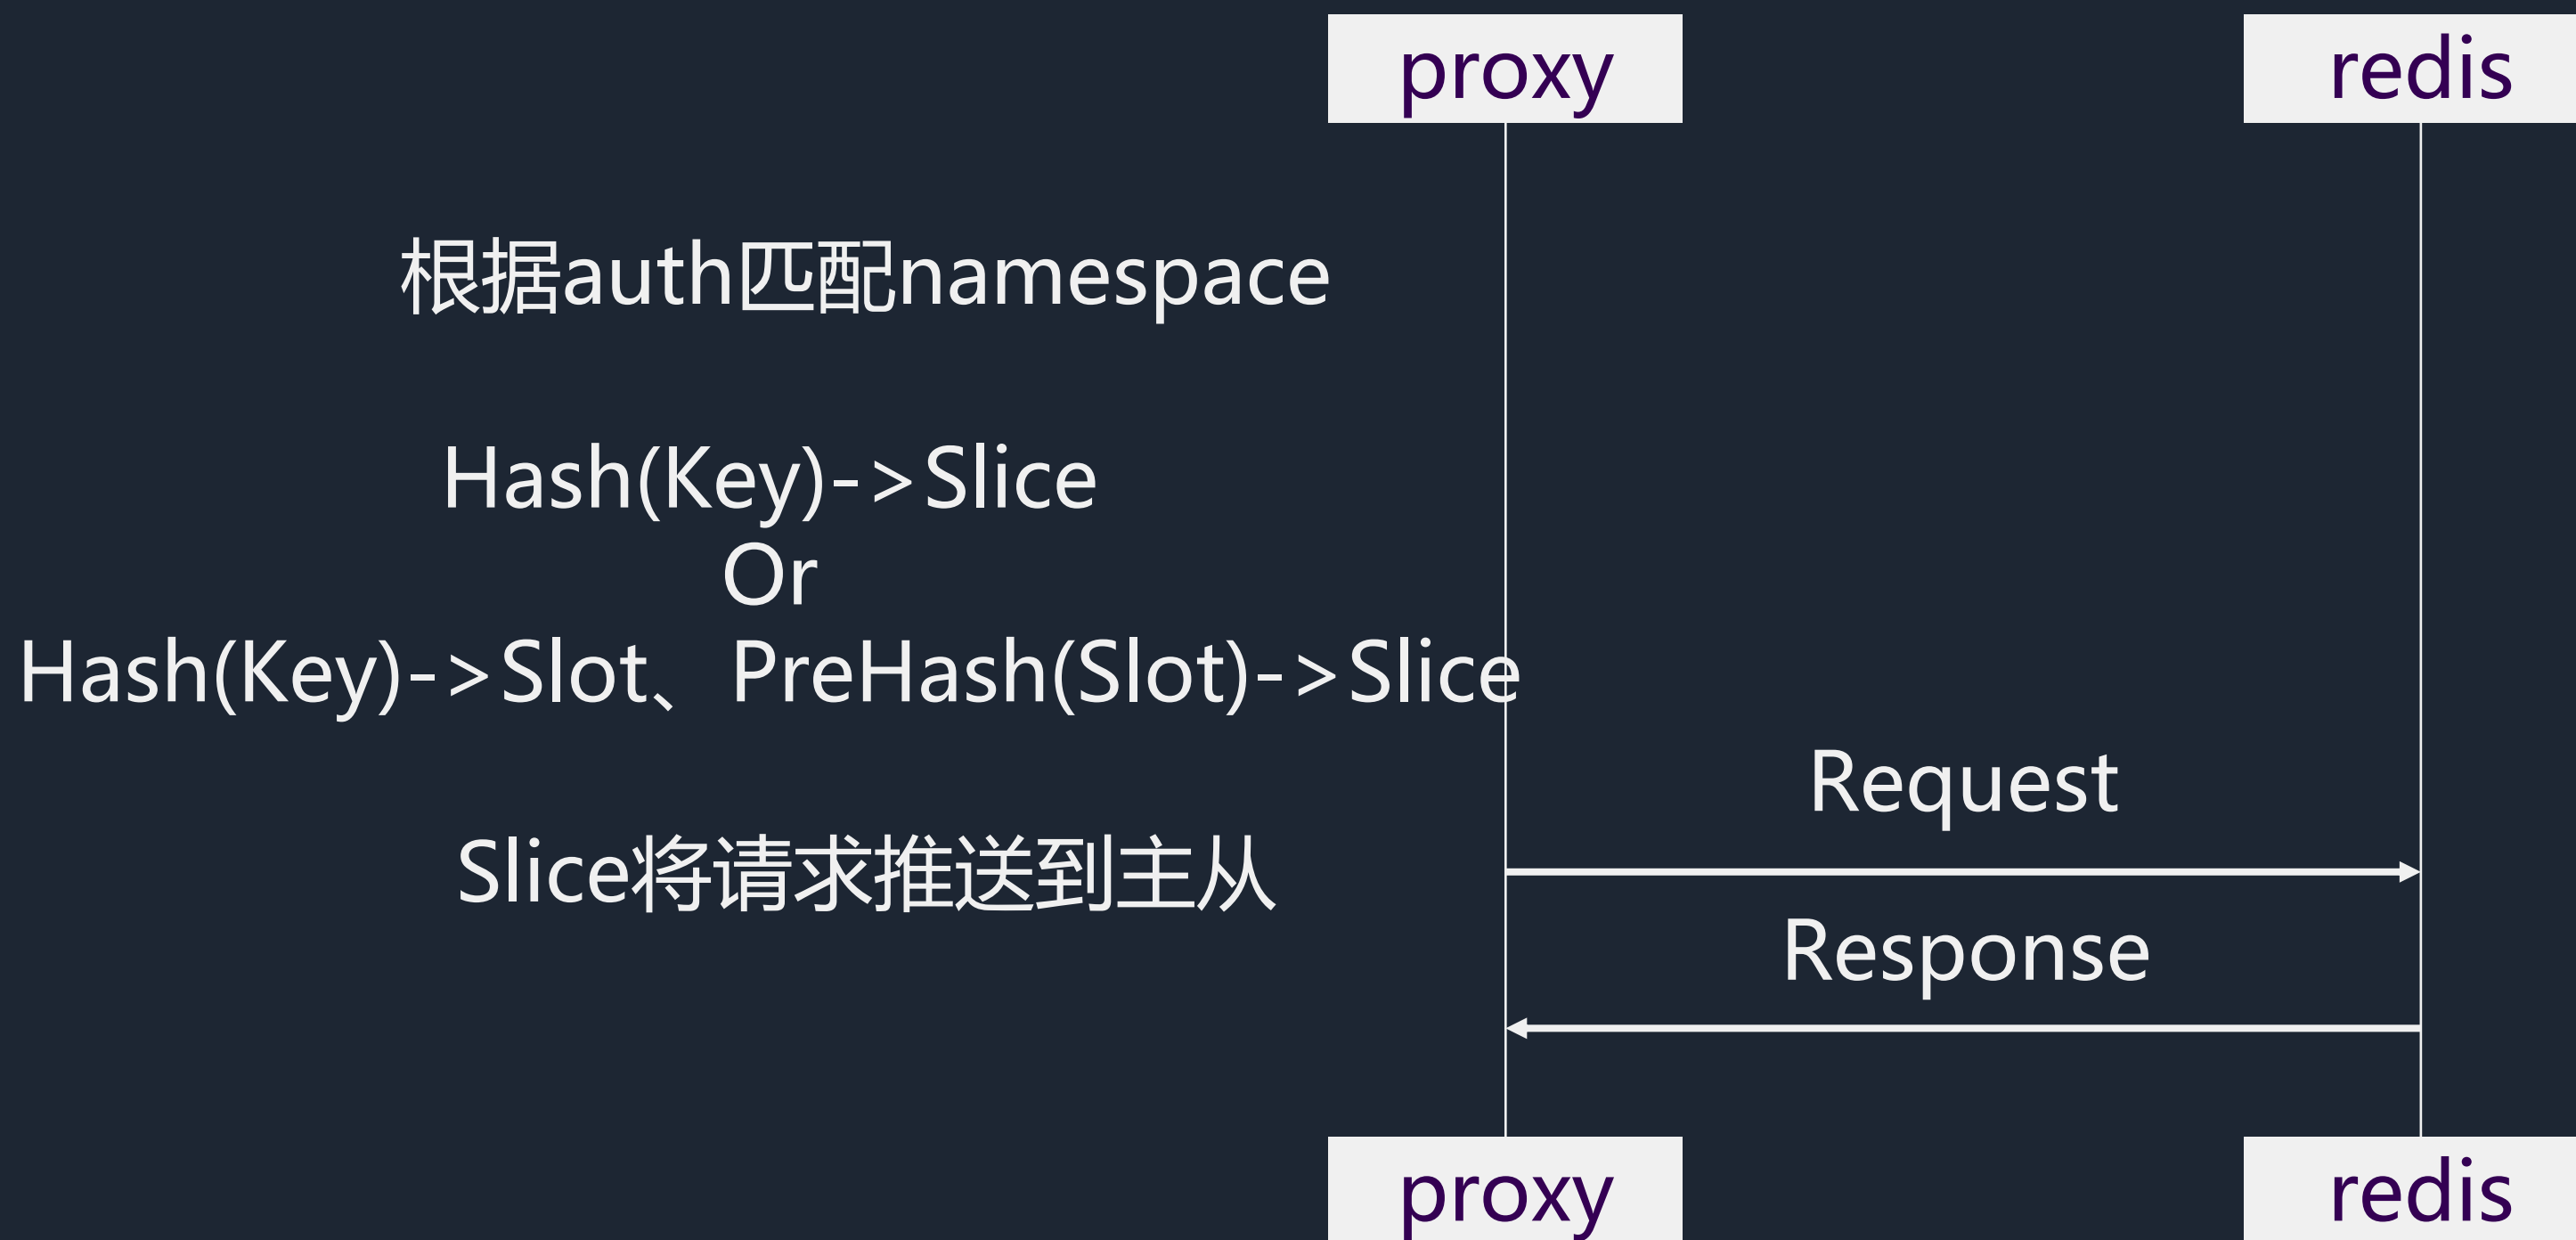 proxy
redis
根据auth匹配namespace
Hash(Key)->Slice
Or
Hash(Key)->Slot、PreHash(Slot)->Slice
Request
Slice将请求推送到主从
Response
proxy
redis